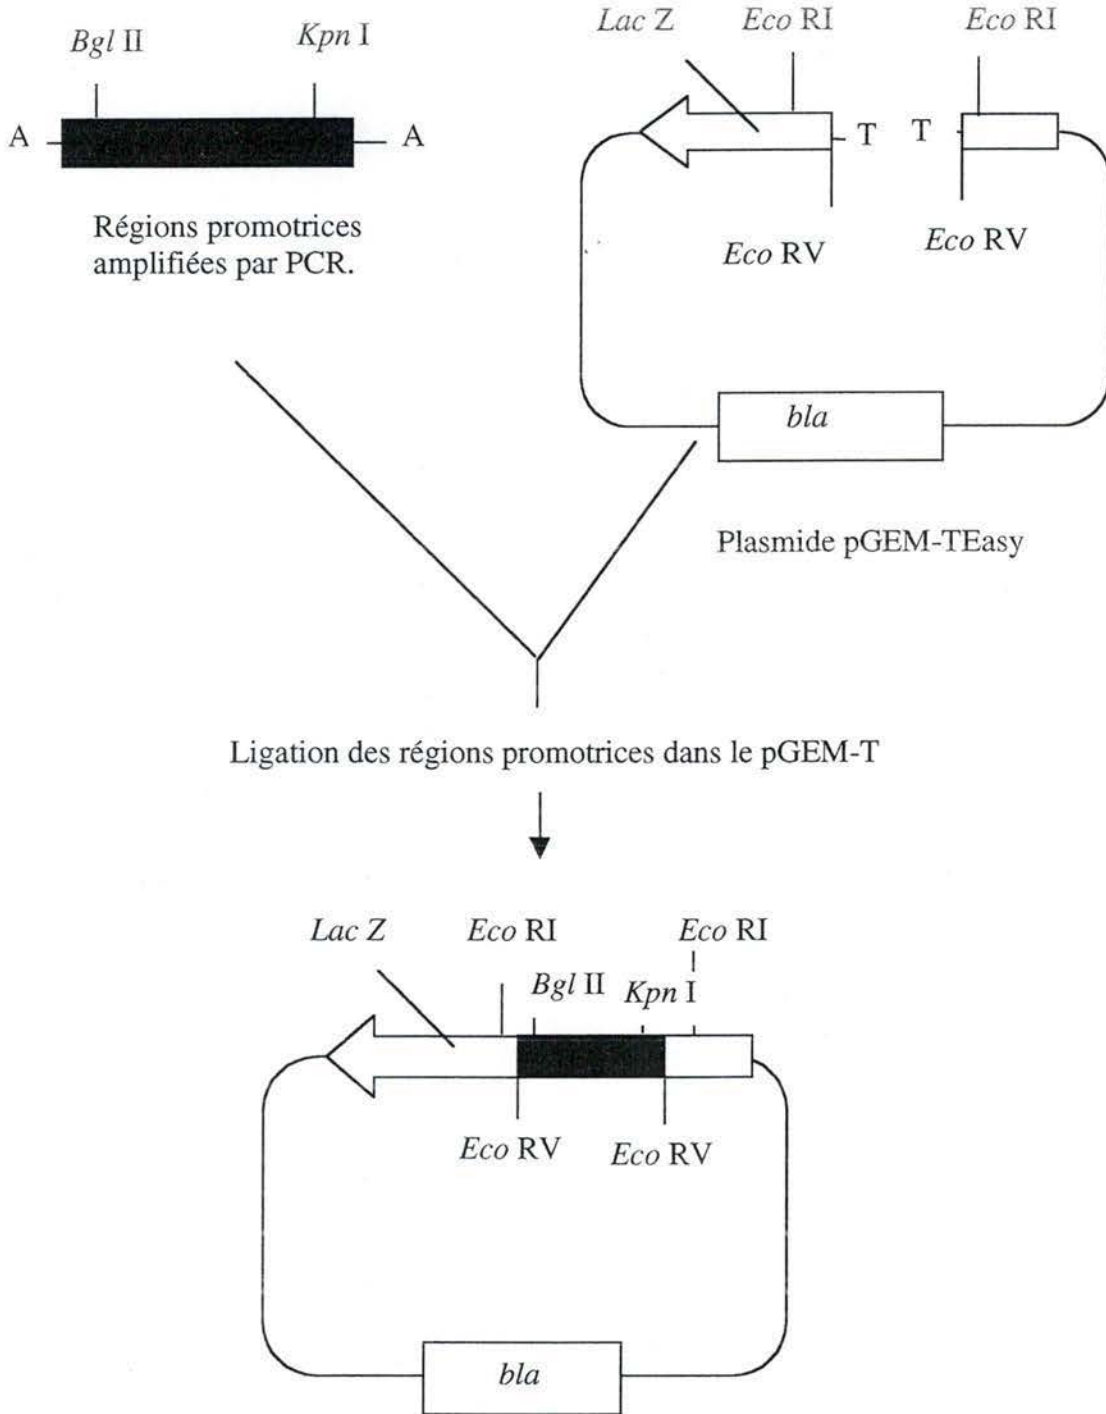 Bgl II
Kpn I
A
A
Régions promotrices
amplifiées par PCR.
Lac Z
Eco RI
Eco RI
T
T
Eco RV
Eco RV
bla
Plasmide pGEM-TEasy
Ligation des régions promotrices dans le pGEM-T
Lac Z
Eco RI
Eco RI
Bgl II
Kpn I
Eco RV
Eco RV
bla